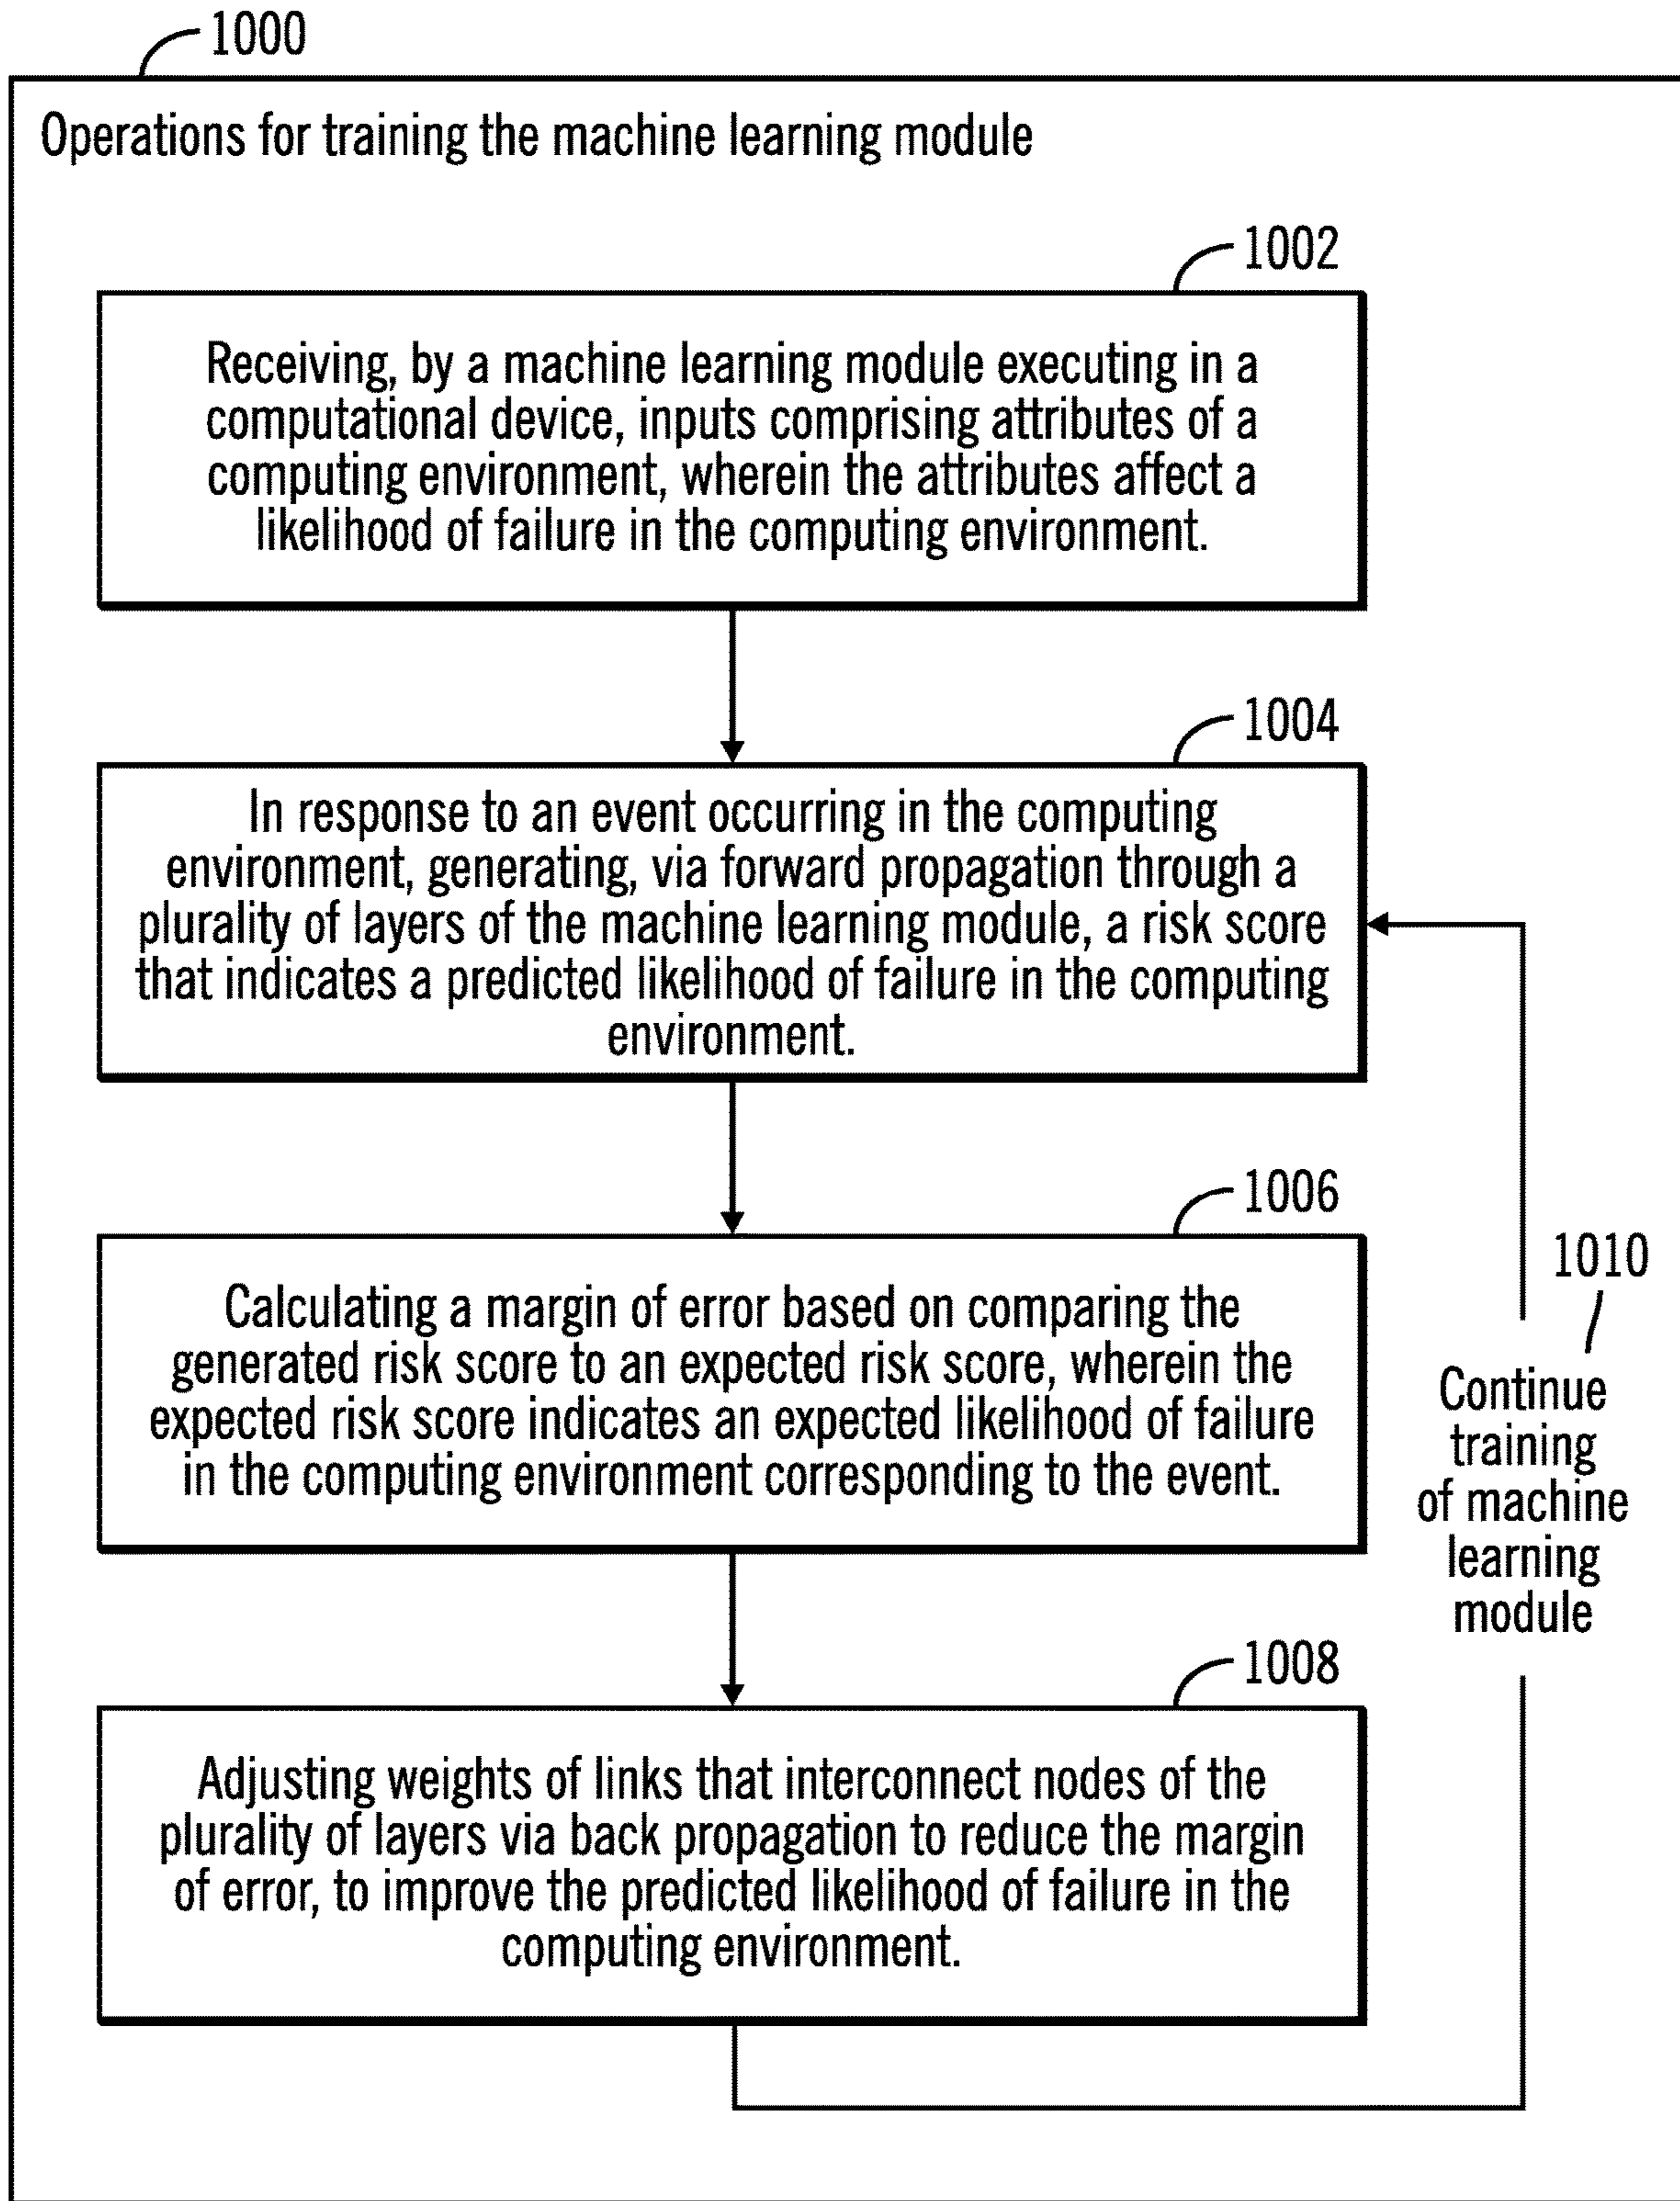 1000
Operations for training the machine learning module
1002
Receiving, by a machine learning module executing in a
computational device, inputs comprising attributes of a
computing environment, wherein the attributes affect a
likelihood of failure in the computing environment.
1004
In response to an event occurring in the computing
environment, generating, via forward propagation through a
plurality of layers of the machine learning module, a risk score
that indicates a predicted likelihood of failure in the computing
environment.
1006
Calculating a margin of error based on comparing the
generated risk score to an expected risk score, wherein the
expected risk score indicates an expected likelihood of failure
in the computing environment corresponding to the event.
1010
Continue
training
of machine
learning
module
1008
Adjusting weights of links that interconnect nodes of the
plurality of layers via back propagation to reduce the margin
of error, to improve the predicted likelihood of failure in the
computing environment.